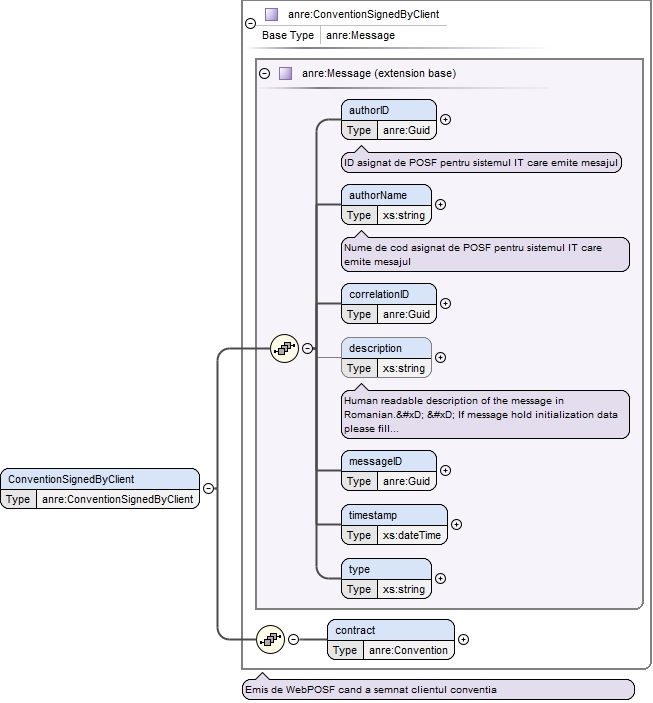 anre:ConventionSignedByClient
Base Type anre:Message
anre:Message (extension base)
authorID
Type anre:Guid
ID asignat de POSF pentru sistemul IT care emite mesajul
authorName
Type xs:string
Nume de cod asignat de POSF pentru sistemul IT care
emite mesajul
correlationID
Type anre:Guid
description
Type xs:string
Human readable description of the message in
Romanian.&#xD; &#xD; If message hold initialization data
please fill...
messageID
Type anre:Guid
ConventionSignedByClient
Type anre:ConventionSignedByClient
timestamp
Type xs:dateTime
type
Type xs:string
contract
Type anre:Convention
Emis de WebPOSF cand a semnat clientul conventia